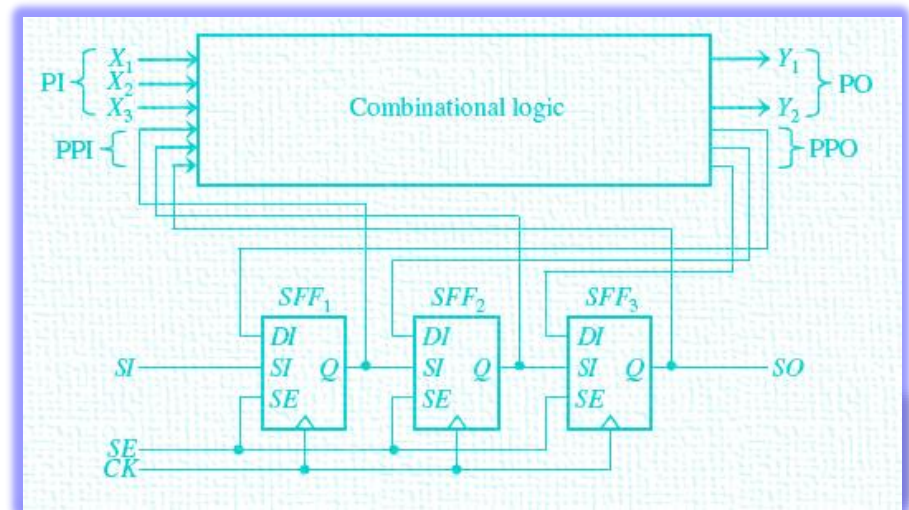 PI
X₁
X₂
X₃
PPI
Combinational logic
Y₁
Y₂
PO
PPO
SFF₁
SFF₂
SFF₃
DI
DI
DI
SI
SI
Q
SI
Q
SI
Q
SO
SE
SE
SE
SE
CK